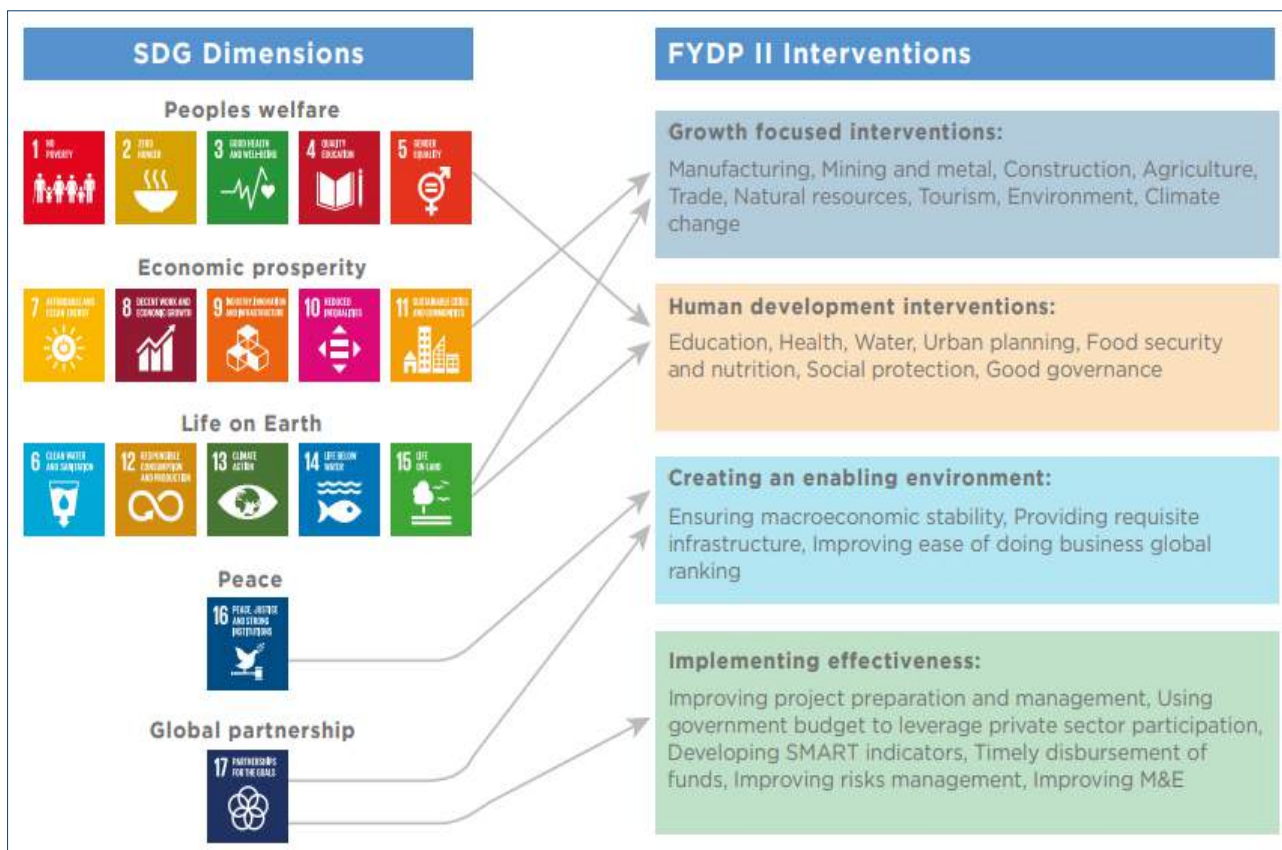 SDG Dimensions
Peoples welfare
1 NO
POVERTY
2 ZERO
HUNGER
3 GOOD HEALTH
AND WELL-BEING
4 QUALITY
EDUCATION
5 GENDER
EQUALITY
Economic prosperity
7 AFFORDABLE AND
CLEAN ENERGY
8 DECENT WORK AND
ECONOMIC GROWTH
9 INDUSTRY, INNOVATION
AND INFRASTRUCTURE
10 REDUCED
INEQUALITIES
11 SUSTAINABLE CITIES
AND COMMUNITIES
Life on Earth
6 CLEAN WATER
AND SANITATION
12 RESPONSIBLE
CONSUMPTION
AND PRODUCTION
13 CLIMATE
ACTION
14 LIFE BELOW
WATER
15 LIFE
ON LAND
Peace
16 PEACE, JUSTICE
AND STRONG
INSTITUTIONS
Global partnership
17 PARTNERSHIPS
FOR THE GOALS
FYDP II Interventions
Growth focused interventions:
Manufacturing, Mining and metal, Construction, Agriculture,
Trade, Natural resources, Tourism, Environment, Climate
change
Human development interventions:
Education, Health, Water, Urban planning, Food security
and nutrition, Social protection, Good governance
Creating an enabling environment:
Ensuring macroeconomic stability, Providing requisite
infrastructure, Improving ease of doing business global
ranking
Implementing effectiveness:
Improving project preparation and management, Using
government budget to leverage private sector participation,
Developing SMART indicators, Timely disbursement of
funds, Improving risks management, Improving M&E